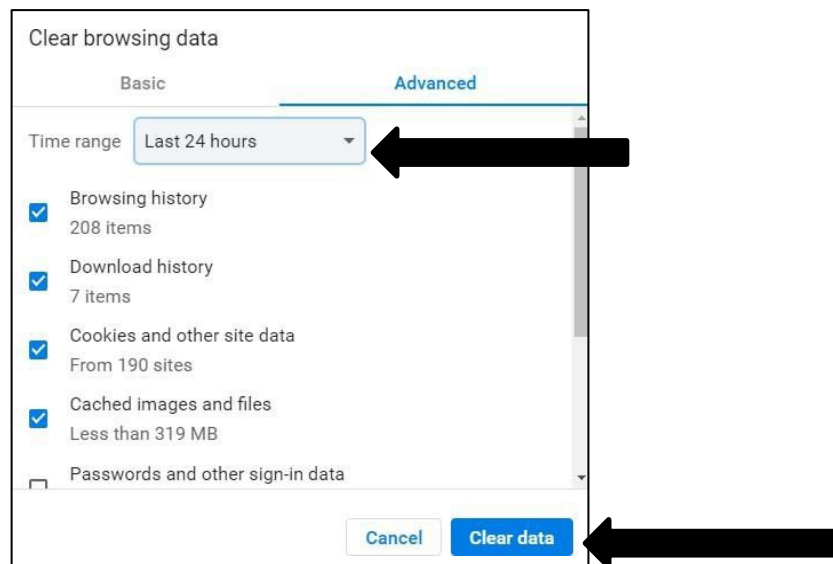 Clear browsing data
Basic Advanced
Time range Last 24 hours
Browsing history
208 items
Download history
7 items
Cookies and other site data
From 190 sites
Cached images and files
Less than 319 MB
Passwords and other sign-in data
Cancel Clear data